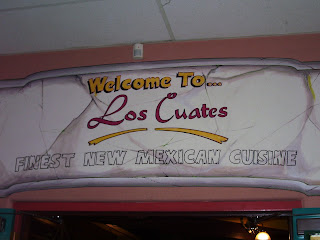 Welcome To...
Los Cuates
FINEST NEW MEXICAN CUISINE